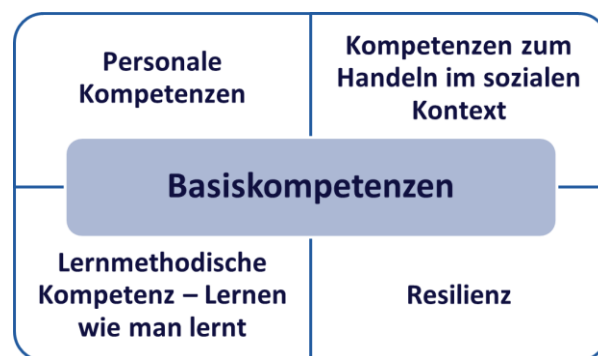 Personale
Kompetenzen
Kompetenzen zum
Handeln im sozialen
Kontext
Basiskompetenzen
Lernmethodische
Kompetenz – Lernen
wie man lernt
Resilienz